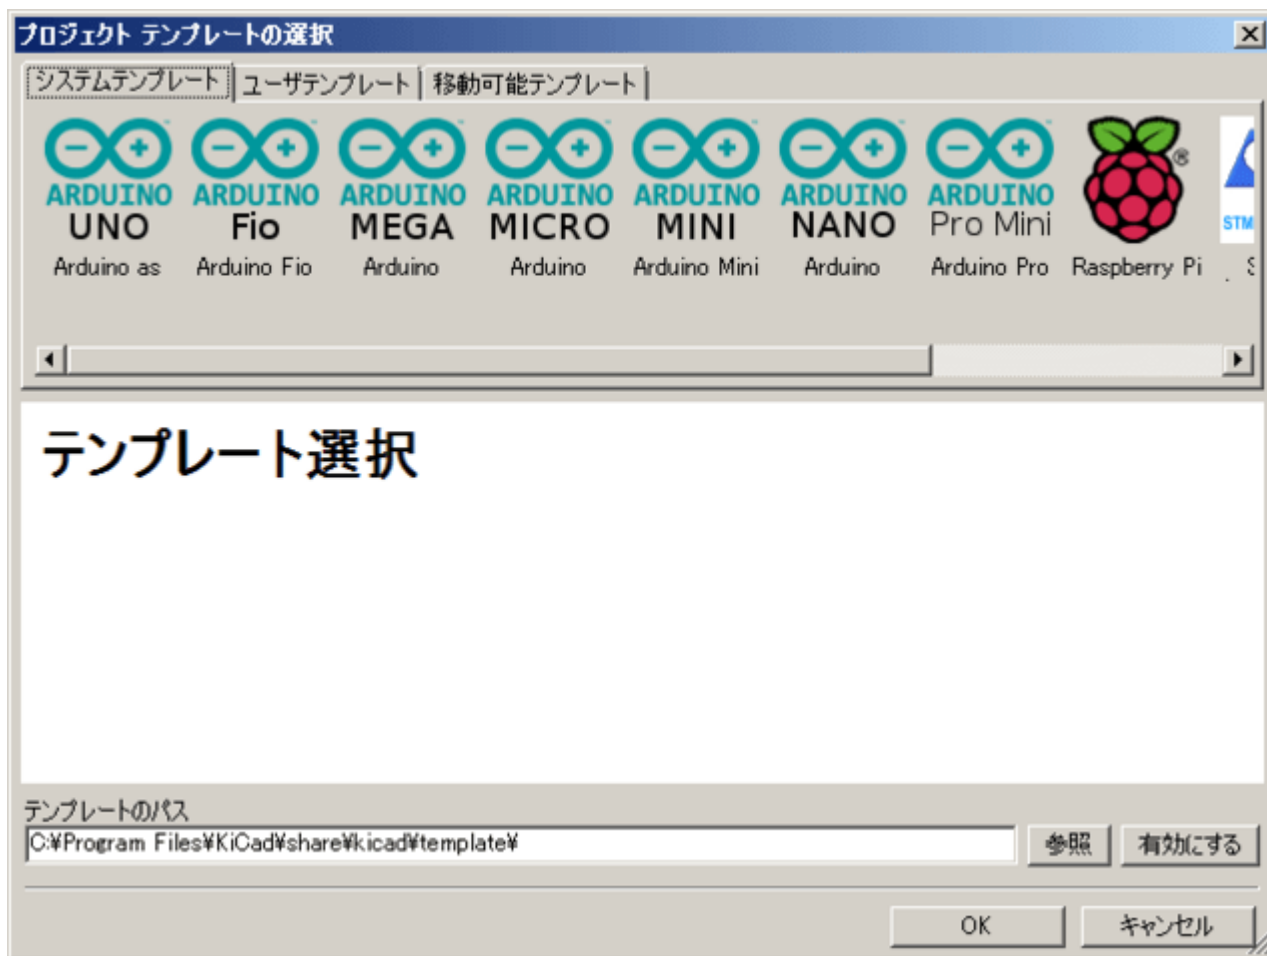 プロジェクト テンプレートの選択
システムテンプレート ユーザテンプレート 移動可能テンプレート
ARDUINO ARDUINO ARDUINO ARDUINO ARDUINO ARDUINO ARDUINO
UNO Fio MEGA MICRO MINI NANO Pro Mini
STM
Arduino as Arduino Fio Arduino Arduino Arduino Mini Arduino Arduino Pro Raspberry Pi
テンプレート選択
テンプレートのパス
C:¥Program Files¥KiCad¥share¥kicad¥template¥ 参照 有効にする
OK キャンセル